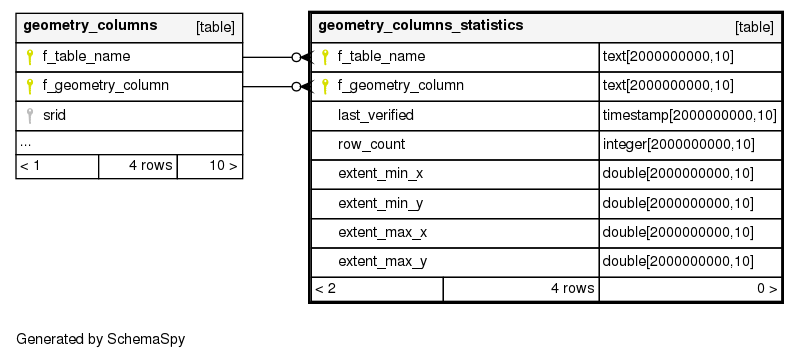 geometry_columns [table]
f_table_name
f_geometry_column
srid
...
< 1 4 rows 10 >
geometry_columns_statistics [table]
f_table_name text[2000000000,10]
f_geometry_column text[2000000000,10]
last_verified timestamp[2000000000,10]
row_count integer[2000000000,10]
extent_min_x double[2000000000,10]
extent_min_y double[2000000000,10]
extent_max_x double[2000000000,10]
extent_max_y double[2000000000,10]
< 2 4 rows 0 >
Generated by SchemaSpy